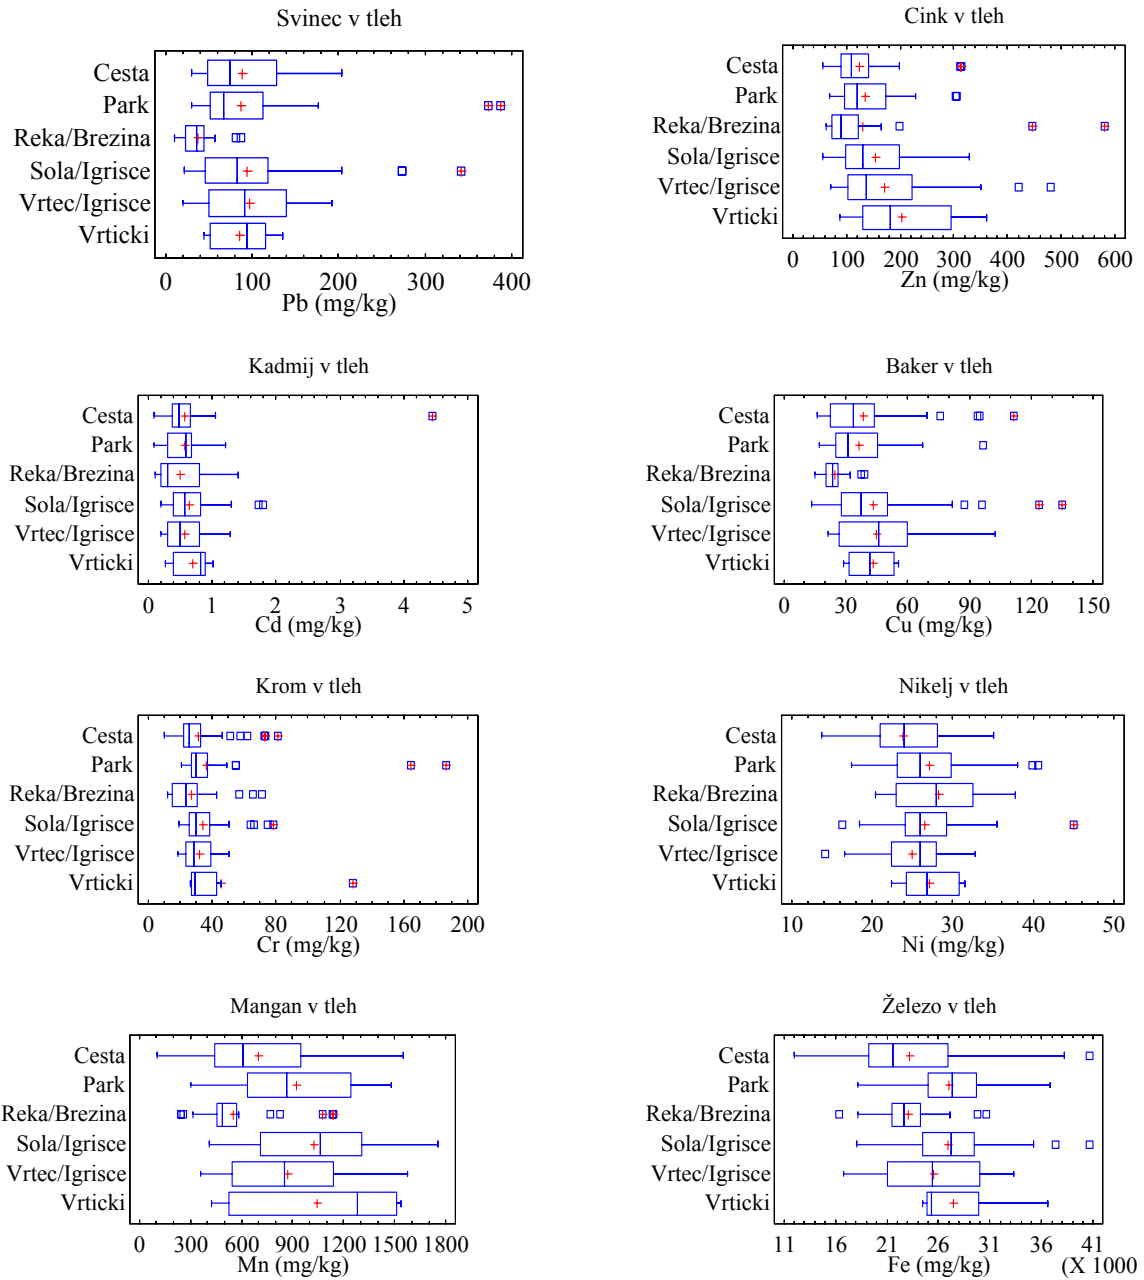 Svinec v tleh
Cesta
Park
Reka/Brezina
Sola/Igrisce
Vrtec/Igrisce
Vrticki
0 100 200 300 400
Pb (mg/kg)
Cink v tleh
Cesta
Park
Reka/Brezina
Sola/Igrisce
Vrtec/Igrisce
Vrticki
0 100 200 300 400 500 600
Zn (mg/kg)
Kadmij v tleh
Cesta
Park
Reka/Brezina
Sola/Igrisce
Vrtec/Igrisce
Vrticki
0 1 2 3 4 5
Cd (mg/kg)
Baker v tleh
Cesta
Park
Reka/Brezina
Sola/Igrisce
Vrtec/Igrisce
Vrticki
0 30 60 90 120 150
Cu (mg/kg)
Krom v tleh
Cesta
Park
Reka/Brezina
Sola/Igrisce
Vrtec/Igrisce
Vrticki
0 40 80 120 160 200
Cr (mg/kg)
Nikelj v tleh
Cesta
Park
Reka/Brezina
Sola/Igrisce
Vrtec/Igrisce
Vrticki
10 20 30 40 50
Ni (mg/kg)
Mangan v tleh
Cesta
Park
Reka/Brezina
Sola/Igrisce
Vrtec/Igrisce
Vrticki
0 300 600 900 1200 1500 1800
Mn (mg/kg)
Železo v tleh
Cesta
Park
Reka/Brezina
Sola/Igrisce
Vrtec/Igrisce
Vrticki
11 16 21 26 31 36 41
Fe (mg/kg) (X 1000